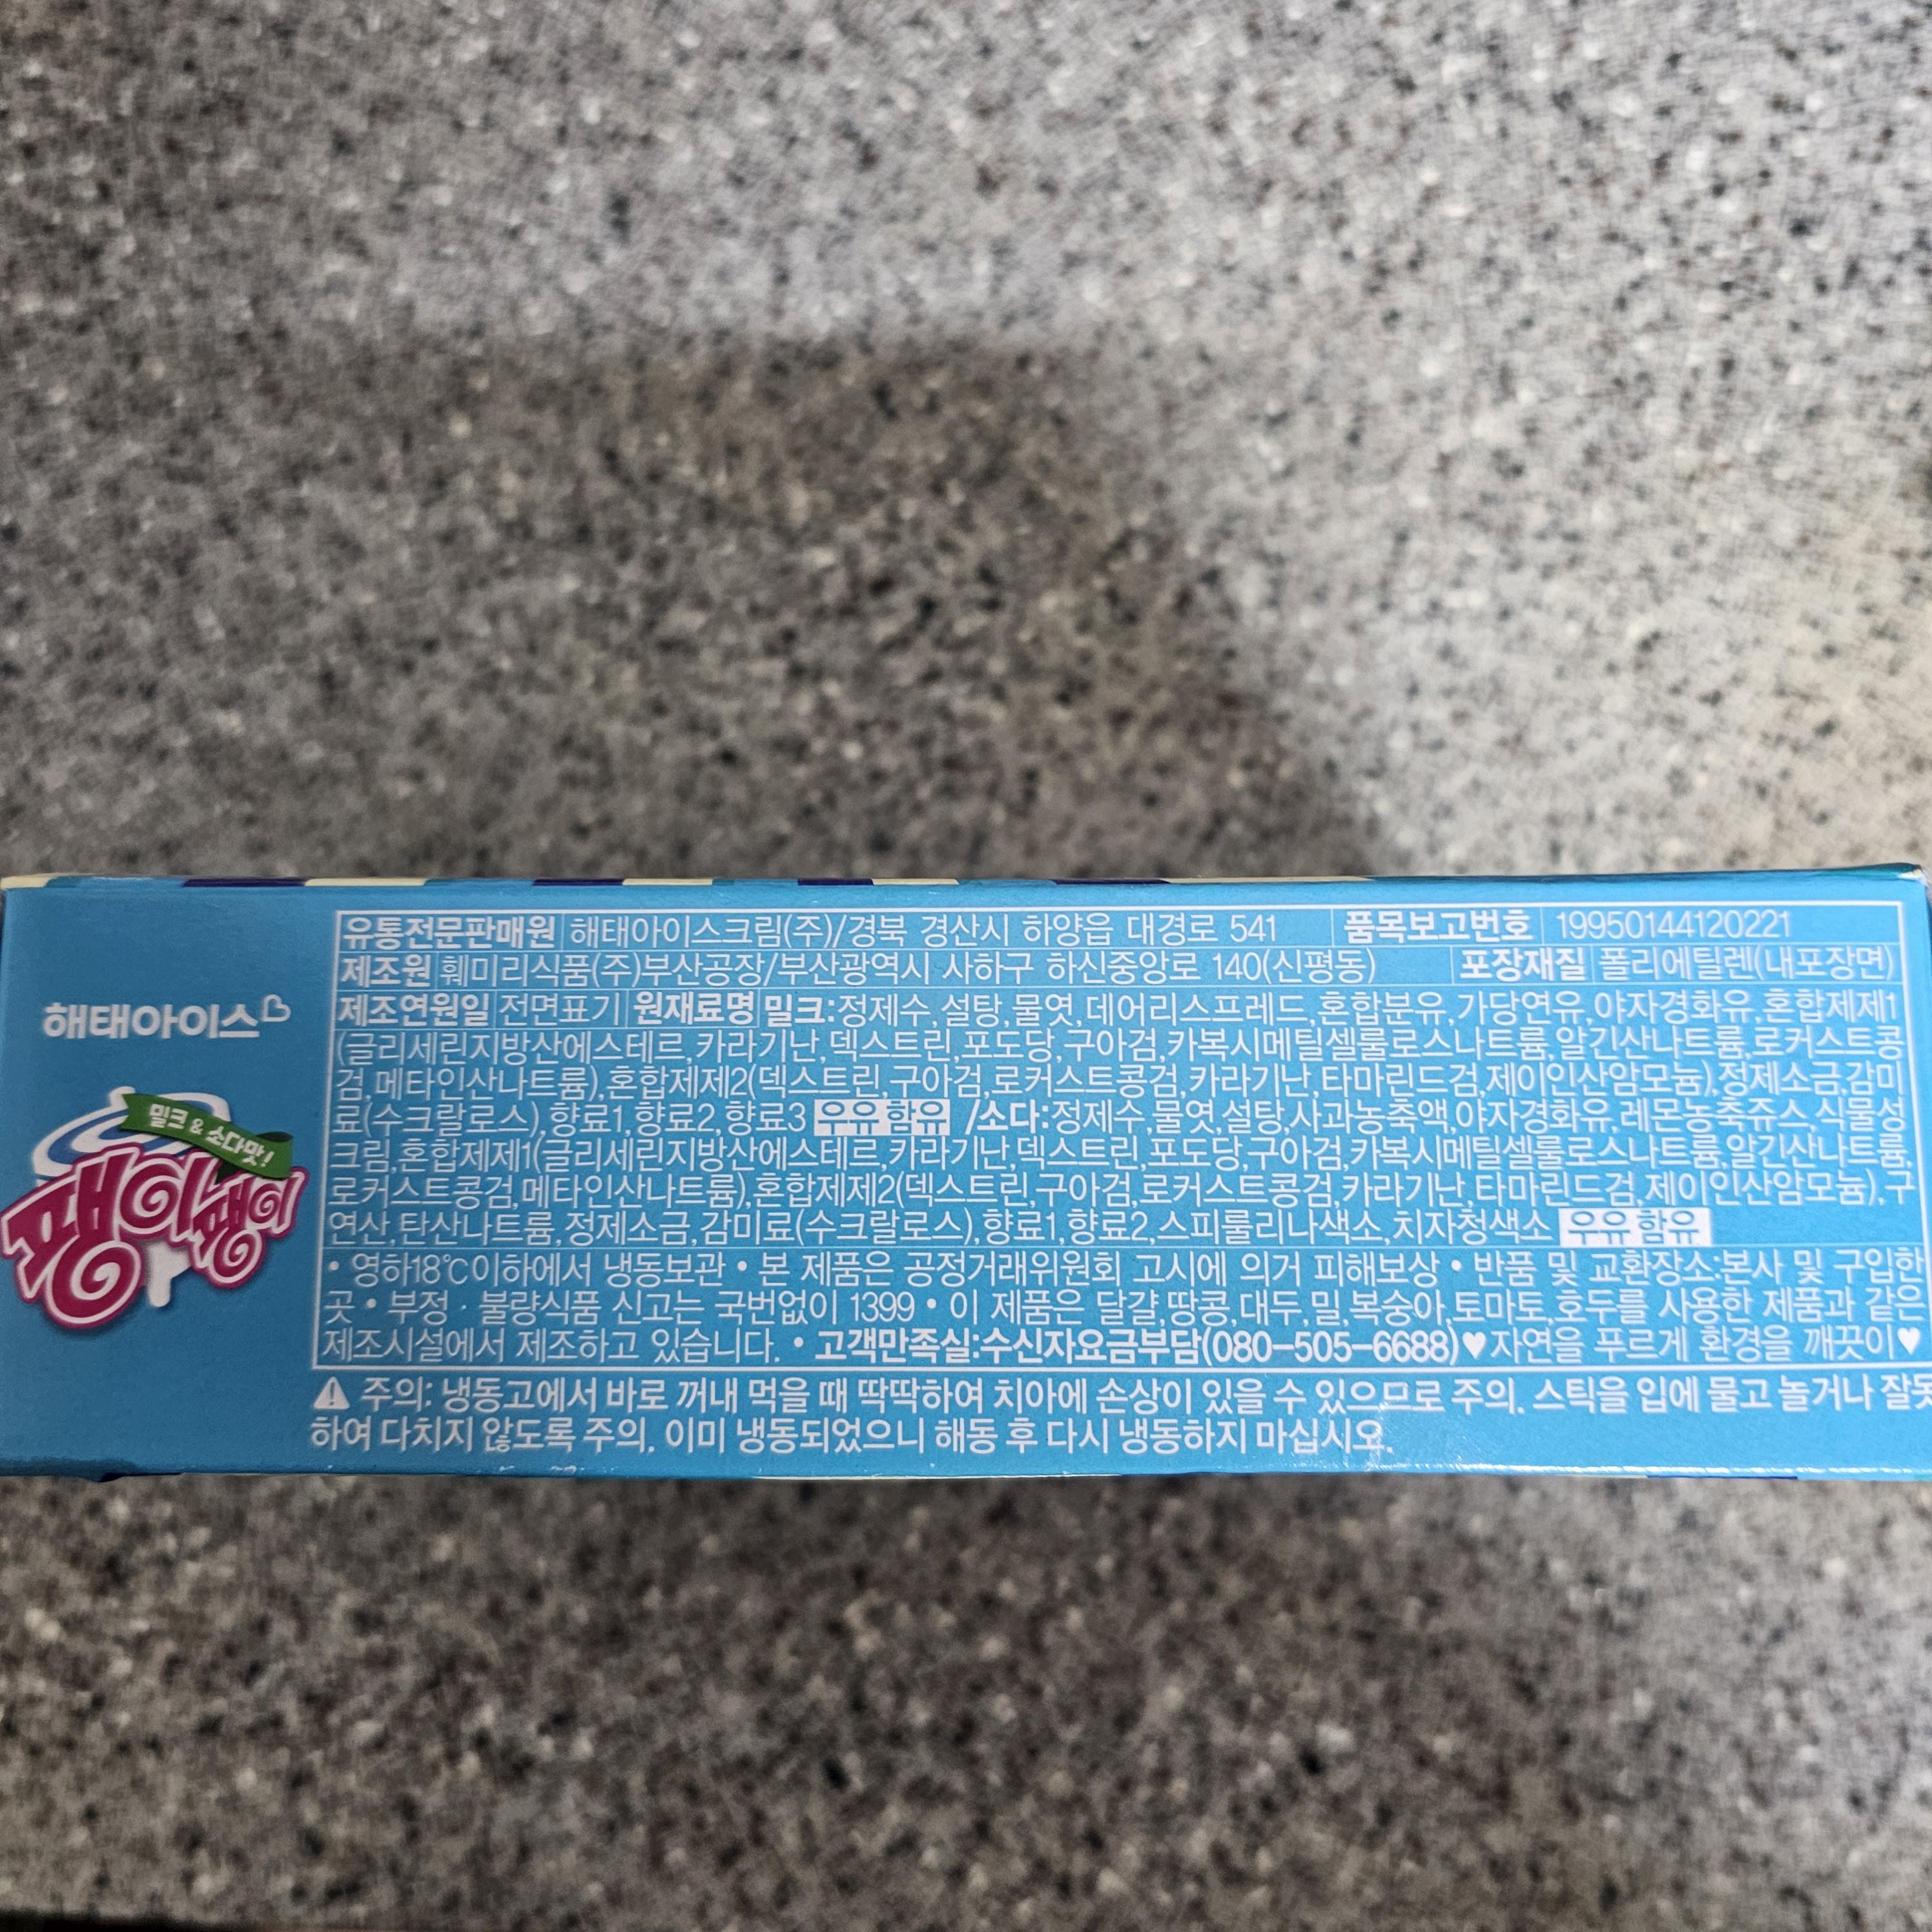 해태아이스
밀크 & 소다맛!
팽이팽이
유통전문판매원 해태아이스크림(주)/경북 경산시 하양읍 대경로 541 품목보고번호 19950144120221
제조원 훼미리식품(주)부산공장/부산광역시 사하구 하신중앙로 140(신평동) 포장재질 폴리에틸렌(내포장면)
제조연원일 전면표기 원재료명 밀크:정제수,설탕,물엿,데어리스프레드,혼합분유,가당연유,야자경화유,혼합제제1
(글리세린지방산에스테르,카라기난,덱스트린,포도당,구아검,카복시메틸셀룰로스나트륨,알긴산나트륨,로커스트콩
검,메타인산나트륨),혼합제제2(덱스트린,구아검,로커스트콩검,카라기난,타마린드검,제이인산암모늄),정제소금,감미
료(수크랄로스),향료1,향료2,향료3 우유 함유 /소다:정제수,물엿,설탕,사과농축액,야자경화유,레몬농축쥬스,식물성
크림,혼합제제1(글리세린지방산에스테르,카라기난,덱스트린,포도당,구아검,카복시메틸셀룰로스나트륨,알긴산나트륨,
로커스트콩검,메타인산나트륨),혼합제제2(덱스트린,구아검,로커스트콩검,카라기난,타마린드검,제이인산암모늄),구
연산,탄산나트륨,정제소금,감미료(수크랄로스),향료1,향료2,스피룰리나색소,치자청색소 우유 함유
• 영하18℃이하에서 냉동보관 • 본 제품은 공정거래위원회 고시에 의거 피해보상 • 반품 및 교환장소:본사 및 구입한
곳 • 부정 · 불량식품 신고는 국번없이 1399 • 이 제품은 달걀,땅콩,대두,밀,복숭아,토마토,호두를 사용한 제품과 같은
제조시설에서 제조하고 있습니다. • 고객만족실:수신자요금부담(080-505-6688)♥자연을 푸르게 환경을 깨끗이♥
⚠ 주의: 냉동고에서 바로 꺼내 먹을 때 딱딱하여 치아에 손상이 있을 수 있으므로 주의. 스틱을 입에 물고 놀거나 잘못
하여 다치지 않도록 주의. 이미 냉동되었으니 해동 후 다시 냉동하지 마십시오.